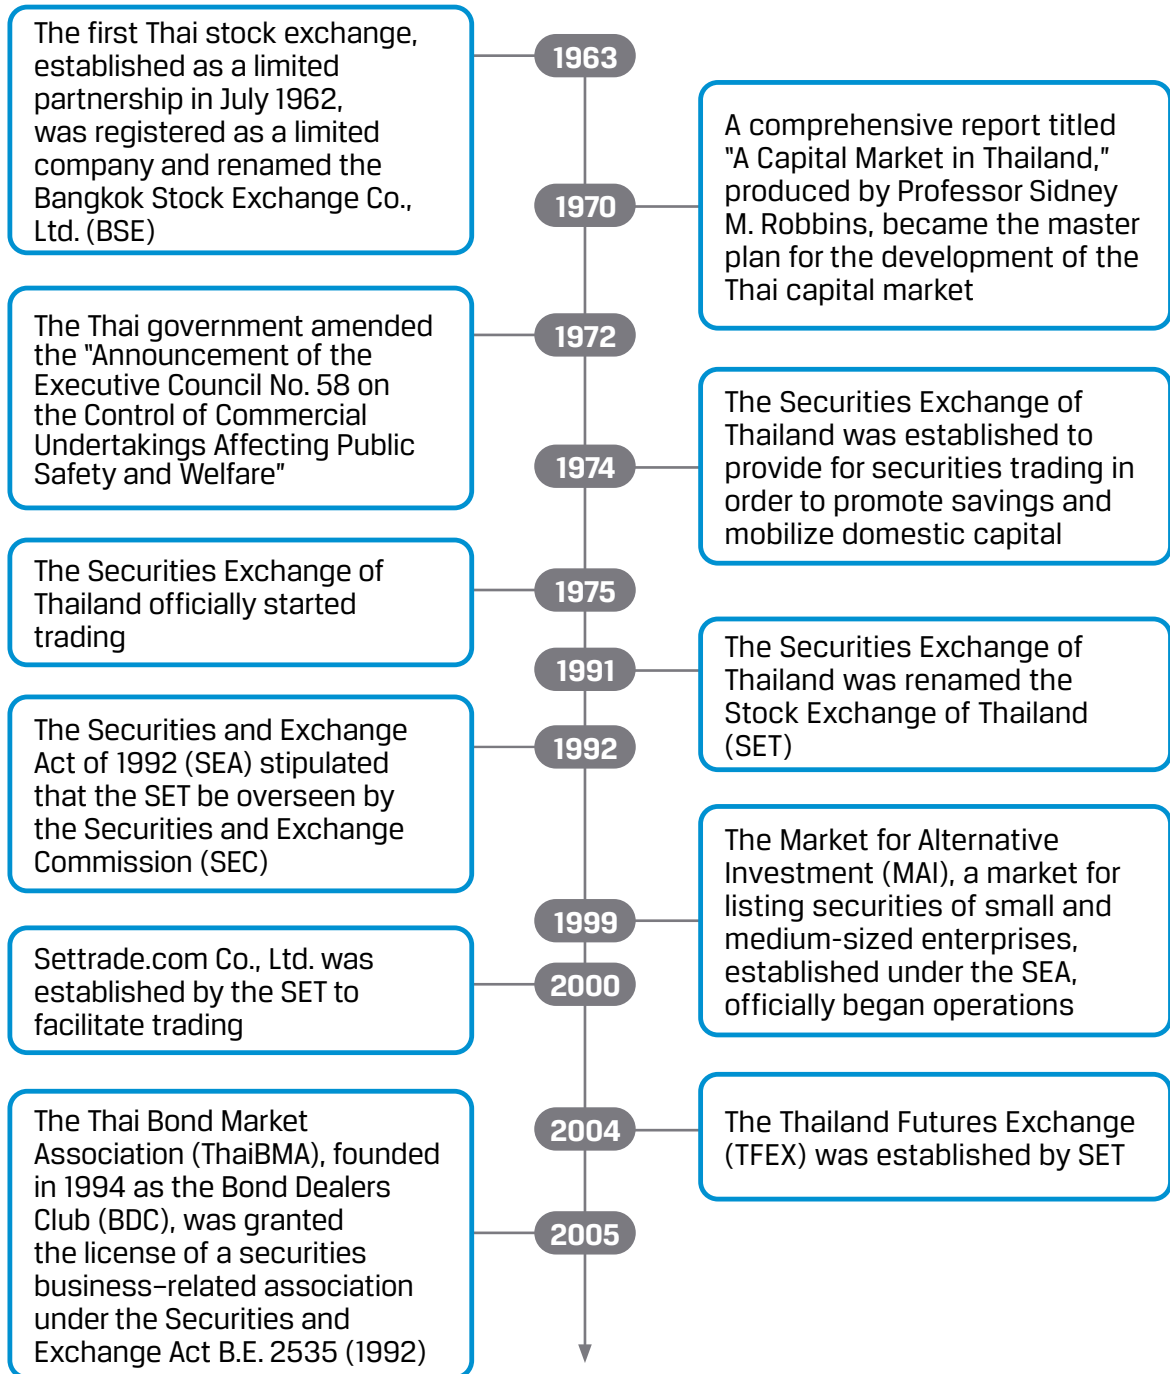 The first Thai stock exchange,
established as a limited
partnership in July 1962,
was registered as a limited
company and renamed the
Bangkok Stock Exchange Co.,
Ltd. (BSE)
1963
A comprehensive report titled
"A Capital Market in Thailand,"
produced by Professor Sidney
M. Robbins, became the master
plan for the development of the
Thai capital market
1970
The Thai government amended
the "Announcement of the
Executive Council No. 58 on
the Control of Commercial
Undertakings Affecting Public
Safety and Welfare"
1972
The Securities Exchange of
Thailand was established to
provide for securities trading in
order to promote savings and
mobilize domestic capital
1974
The Securities Exchange of
Thailand officially started
trading
1975
The Securities Exchange of
Thailand was renamed the
Stock Exchange of Thailand
(SET)
1991
The Securities and Exchange
Act of 1992 (SEA) stipulated
that the SET be overseen by
the Securities and Exchange
Commission (SEC)
1992
The Market for Alternative
Investment (MAI), a market for
listing securities of small and
medium-sized enterprises,
established under the SEA,
officially began operations
1999
Settrade.com Co., Ltd. was
established by the SET to
facilitate trading
2000
The Thailand Futures Exchange
(TFEX) was established by SET
2004
The Thai Bond Market
Association (ThaiBMA), founded
in 1994 as the Bond Dealers
Club (BDC), was granted
the license of a securities
business–related association
under the Securities and
Exchange Act B.E. 2535 (1992)
2005